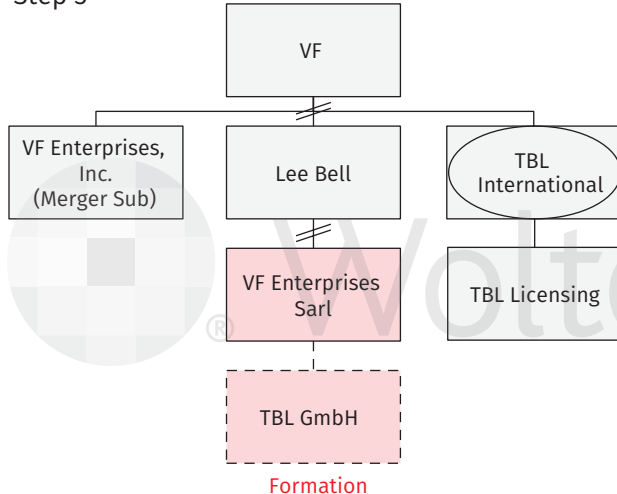 Step 3
VF
VF Enterprises,
Inc.
(Merger Sub)
Lee Bell
TBL
International
VF Enterprises
Sarl
TBL Licensing
® Wolte
TBL GmbH
Formation